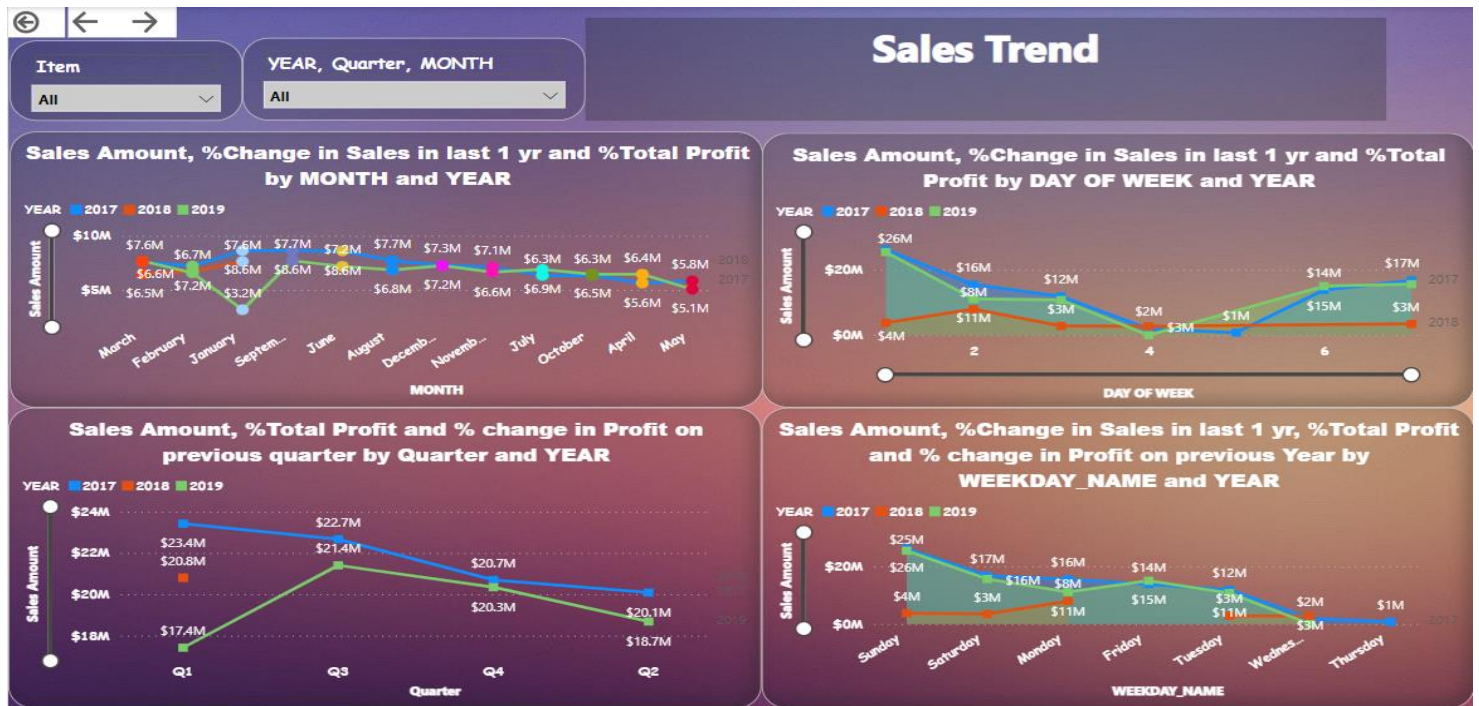 Sales Trend
Item
All
YEAR, Quarter, MONTH
All
Sales Amount, %Change in Sales in last 1 yr and %Total Profit
by MONTH and YEAR
YEAR 2017 2018 2019
Sales Amount
$10M
$5M
$7.6M
$6.7M
$7.6M
$7.7M
$7.2M
$7.7M
$7.3M
$7.1M
$6.3M
$6.3M
$6.4M
$5.8M
2018
$6.6M
$8.6M
$8.6M
$8.6M
2017
$6.5M
$7.2M
$3.2M
$6.8M
$7.2M
$6.6M
$6.9M
$6.5M
$5.6M
$5.1M
March
February
January
Septem...
June
August
Decemb...
Novemb...
July
October
April
May
MONTH
Sales Amount, %Change in Sales in last 1 yr and %Total
Profit by DAY OF WEEK and YEAR
YEAR 2017 2018 2019
Sales Amount
$20M
$0M
$26M
$16M
$12M
$14M
$17M
2017
$8M
$3M
$2M
$1M
$15M
$3M
$4M
$11M
$3M
2018
2
4
6
DAY OF WEEK
Sales Amount, %Total Profit and % change in Profit on
previous quarter by Quarter and YEAR
YEAR 2017 2018 2019
Sales Amount
$24M
$22M
$20M
$18M
$23.4M
$20.8M
$17.4M
$22.7M
$21.4M
$20.7M
$20.3M
$20.1M
$18.7M
2019
Q1
Q3
Q4
Q2
Quarter
Sales Amount, %Change in Sales in last 1 yr, %Total Profit
and % change in Profit on previous Year by
WEEKDAY_NAME and YEAR
YEAR 2017 2018 2019
Sales Amount
$20M
$0M
$25M
$17M
$16M
$14M
$12M
$26M
$16M
$8M
$15M
$3M
$4M
$3M
$11M
$11M
$2M
$1M
$3M
2017
Sunday
Saturday
Monday
Friday
Tuesday
Wednes...
Thursday
WEEKDAY_NAME